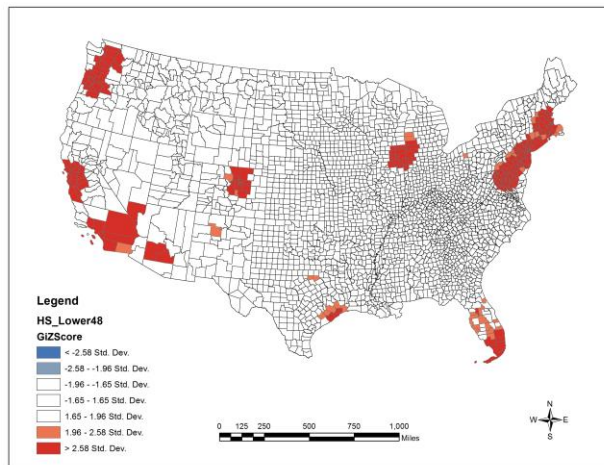 Legend
HS_Lower48
GiZScore
< -2.58 Std. Dev.
-2.58 - -1.96 Std. Dev.
-1.96 - -1.65 Std. Dev.
-1.65 - 1.65 Std. Dev.
1.65 - 1.96 Std. Dev.
1.96 - 2.58 Std. Dev.
> 2.58 Std. Dev.
0 125 250 500 750 1,000
Miles
N
W E
S